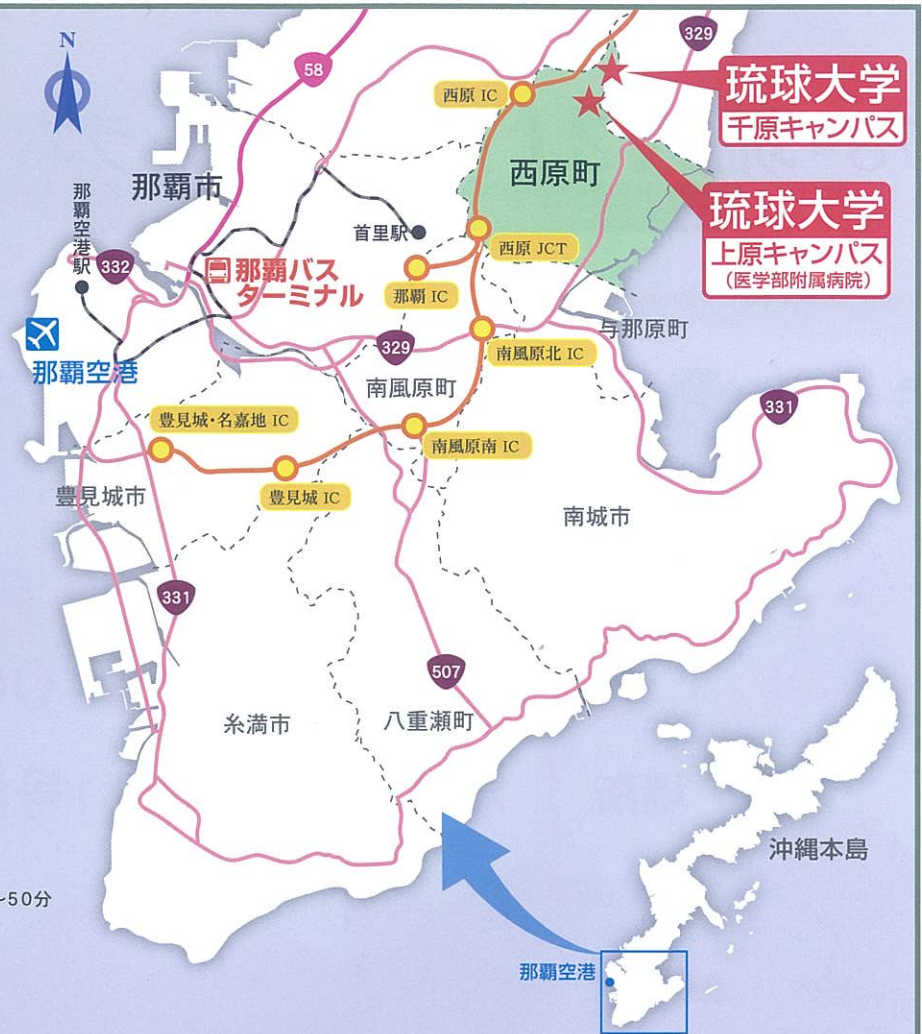 N
58
329
西原 IC
琉球大学
千原キャンパス
西原町
那覇市
那覇空港駅
首里駅
琉球大学
上原キャンパス
(医学部附属病院)
西原 JCT
332
那覇バス
ターミナル
那覇 IC
与那原町
329
南風原北 IC
那覇空港
南風原町
331
豊見城・名嘉地 IC
南風原南 IC
豊見城 IC
豊見城市
南城市
331
507
糸満市
八重瀬町
沖縄本島
~50分
那覇空港